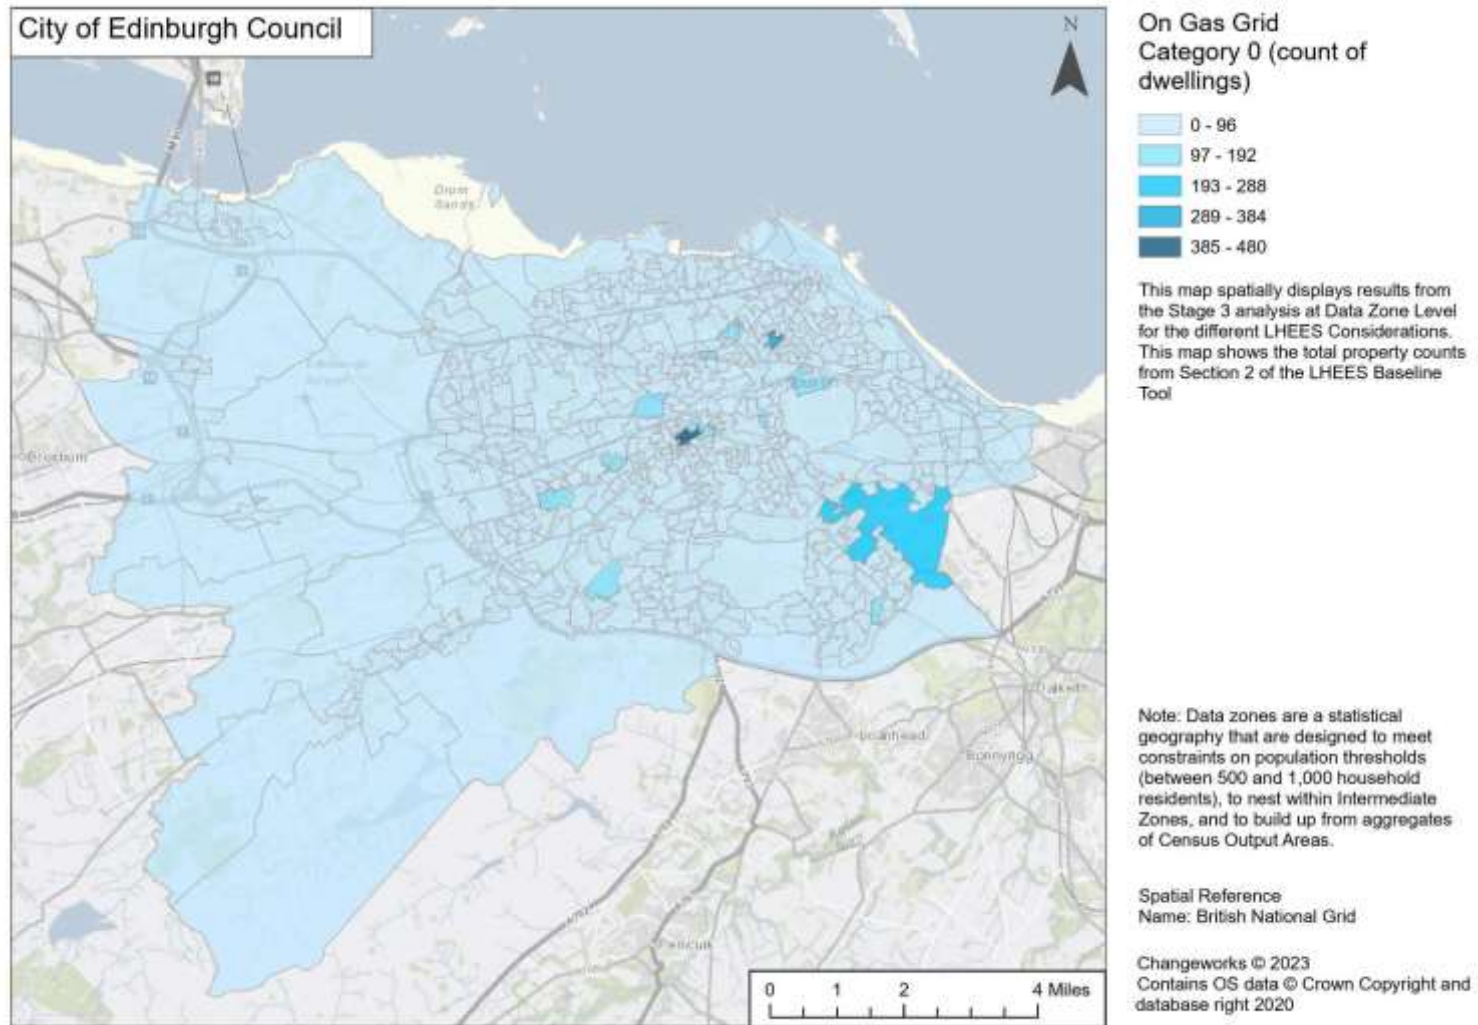 City of Edinburgh Council
N
On Gas Grid
Category 0 (count of
dwellings)
0 - 96
97 - 192
193 - 288
289 - 384
385 - 480
This map spatially displays results from
the Stage 3 analysis at Data Zone Level
for the different LHEES Considerations.
This map shows the total property counts
from Section 2 of the LHEES Baseline
Tool
Drum
Sands
Note: Data zones are a statistical
geography that are designed to meet
constraints on population thresholds
(between 500 and 1,000 household
residents), to nest within Intermediate
Zones, and to build up from aggregates
of Census Output Areas.
Spatial Reference
Name: British National Grid
Changeworks © 2023
Contains OS data © Crown Copyright and
database right 2020
0 1 2 4 Miles